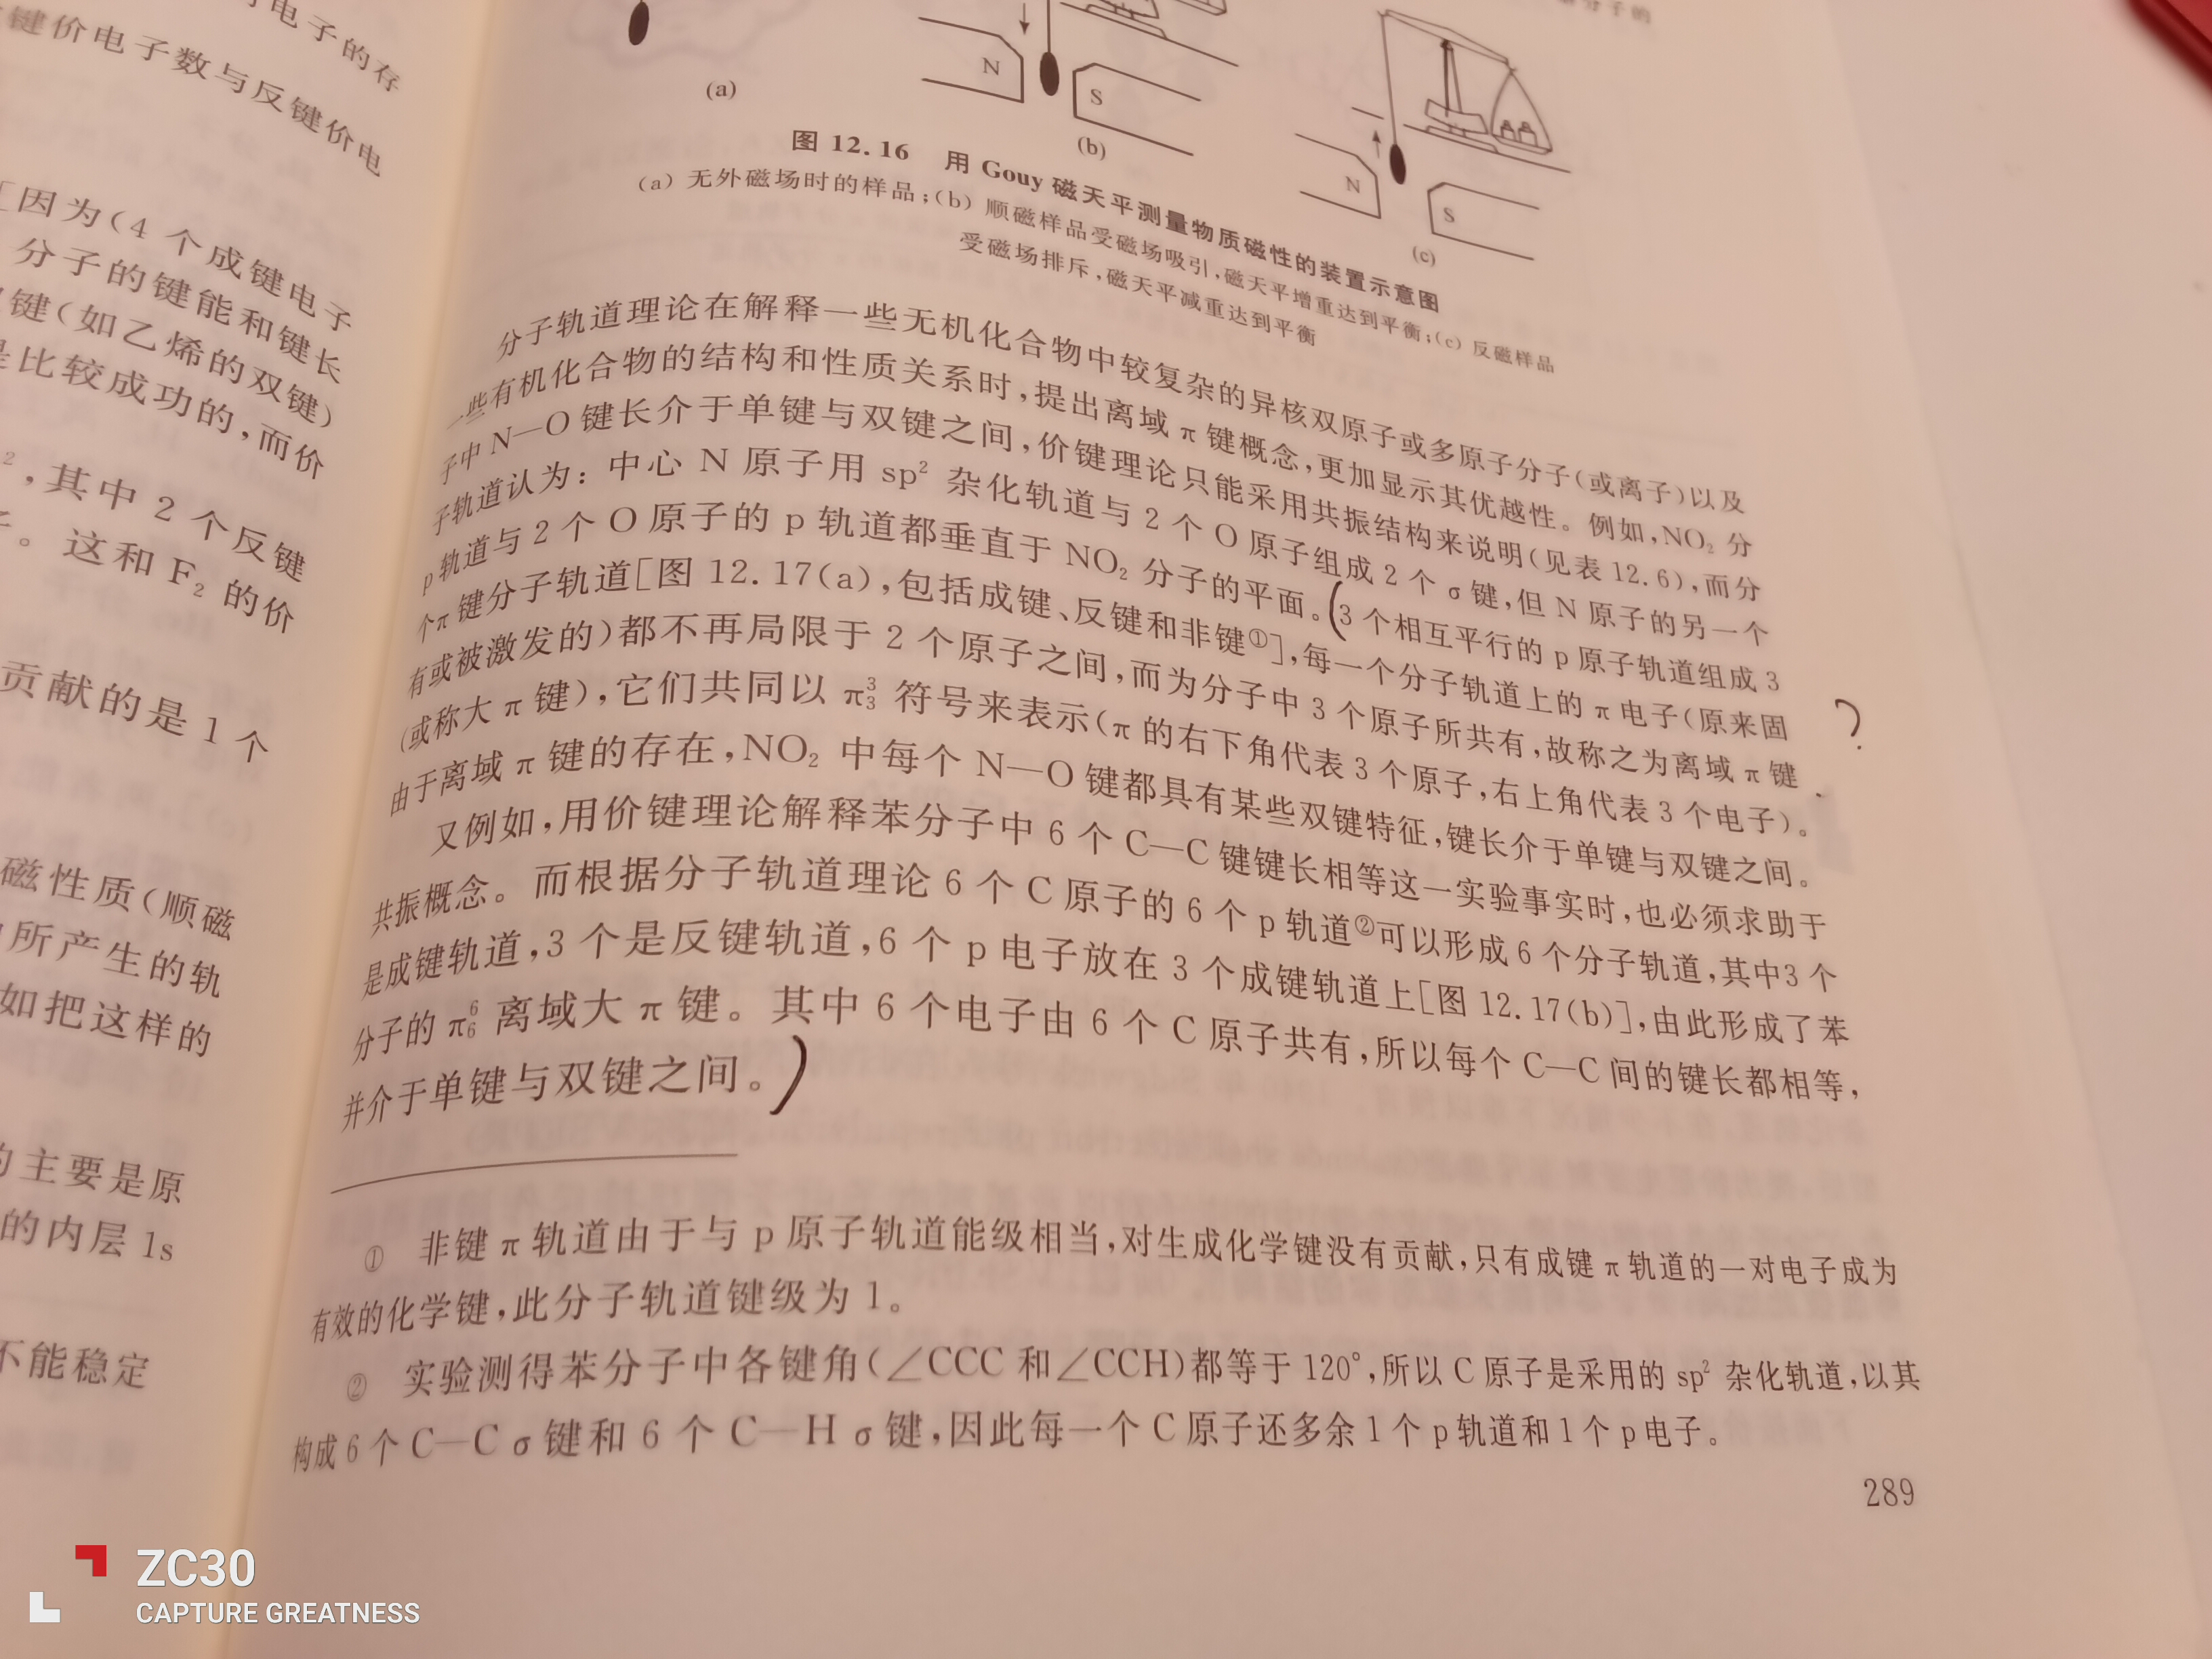 电子的存
键价电子数与反键价电
[因为(4 个成键电子
分子的键能和键长
键(如乙烯的双键)
是比较成功的,而价
²,其中 2 个反键
。这和 F₂ 的价
贡献的是 1 个
磁性质(顺磁
所产生的轨
如把这样的
主要是原
的内层 1s
不能稳定
分子的
N
S
N
S
(a)
(b)
(c)
图 12.16 用 Gouy 磁天平测量物质磁性的装置示意图
(a) 无外磁场时的样品;(b) 顺磁样品受磁场吸引,磁天平增重达到平衡;(c) 反磁样品
受磁场排斥,磁天平减重达到平衡
分子轨道理论在解释一些无机化合物中较复杂的异核双原子或多原子分子(或离子)以及
一些有机化合物的结构和性质关系时,提出离域 π 键概念,更加显示其优越性。例如,NO₂ 分
子中 N—O 键长介于单键与双键之间,价键理论只能采用共振结构来说明(见表 12.6),而分
子轨道认为:中心 N 原子用 sp² 杂化轨道与 2 个 O 原子组成 2 个 σ 键,但 N 原子的另一个
p 轨道与 2 个 O 原子的 p 轨道都垂直于 NO₂ 分子的平面。(3 个相互平行的 p 原子轨道组成 3
个π 键分子轨道[图 12.17(a),包括成键、反键和非键①],每一个分子轨道上的 π 电子(原来固
有或被激发的)都不再局限于 2 个原子之间,而为分子中 3 个原子所共有,故称之为离域 π 键
?
(或称大 π 键),它们共同以 π₃³ 符号来表示(π 的右下角代表 3 个原子,右上角代表 3 个电子)。
由于离域 π 键的存在,NO₂ 中每个 N—O 键都具有某些双键特征,键长介于单键与双键之间。
又例如,用价键理论解释苯分子中 6 个 C—C 键键长相等这一实验事实时,也必须求助于
共振概念。而根据分子轨道理论 6 个 C 原子的 6 个 p 轨道②可以形成 6 个分子轨道,其中3 个
是成键轨道,3 个是反键轨道,6 个 p 电子放在 3 个成键轨道上[图 12.17(b)],由此形成了苯
分子的 π₆⁶ 离域大 π 键。其中 6 个电子由 6 个 C 原子共有,所以每个 C—C 间的键长都相等,
并介于单键与双键之间。)
① 非键 π 轨道由于与 p 原子轨道能级相当,对生成化学键没有贡献,只有成键 π 轨道的一对电子成为
有效的化学键,此分子轨道键级为 1。
② 实验测得苯分子中各键角(∠CCC 和∠CCH)都等于 120°,所以 C 原子是采用的 sp² 杂化轨道,以其
构成 6 个 C—C σ 键和 6 个 C—H σ 键,因此每一个 C 原子还多余 1 个 p 轨道和 1 个 p 电子。
289
ZC30
CAPTURE GREATNESS